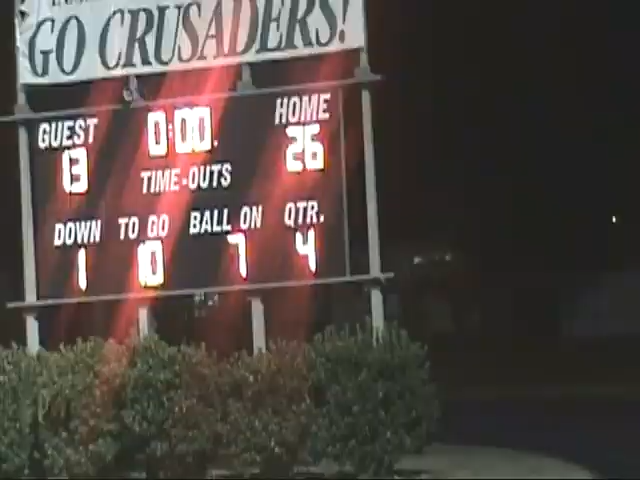 GO CRUSADERS!
GUEST 0:00 HOME
13 26
TIME-OUTS
DOWN TO GO BALL ON QTR.
1 10 7 4